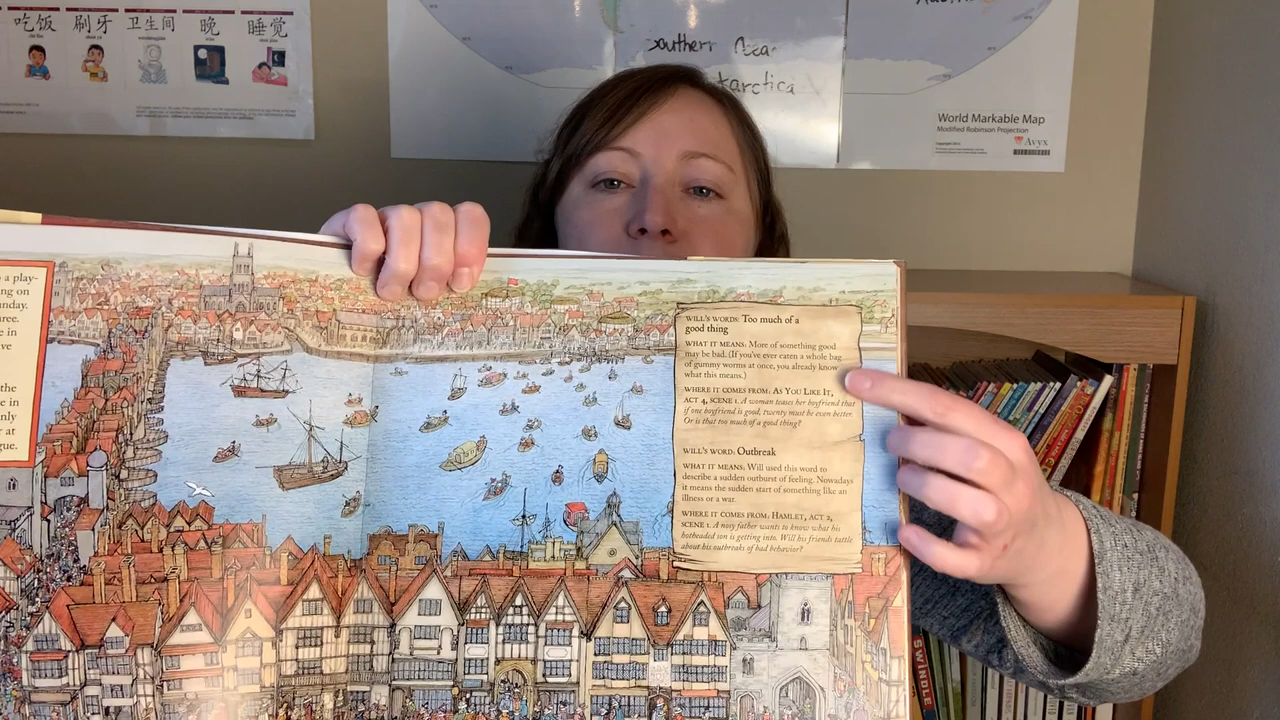 吃饭 刷牙 卫生间 晚 睡觉
Southern Ocean
World Markable Map
Modified Robinson Projection
Avyx
a play-
ng on
nday.
ree.
e in
ve
the
e in
nly
r at
gue.
WILL'S WORDS: Too much of a
good thing
WHAT IT MEANS: More of something good
may be bad. (If you've ever eaten a whole bag
of gummy worms at once, you already know
what this means.)
WHERE IT COMES FROM: AS YOU LIKE IT,
ACT 4, SCENE 1. A woman teases her boyfriend that
if one boyfriend is good, twenty must be even better.
Or is that too much of a good thing?
WILL'S WORD: Outbreak
WHAT IT MEANS: Will used this word to
describe a sudden outburst of feeling. Nowadays
it means the sudden start of something like an
illness or a war.
WHERE IT COMES FROM: HAMLET, ACT 2,
SCENE 1. A nosy father wants to know what his
hotheaded son is getting into. Will his friends tattle
about his outbreaks of bad behavior?
SWINDLE